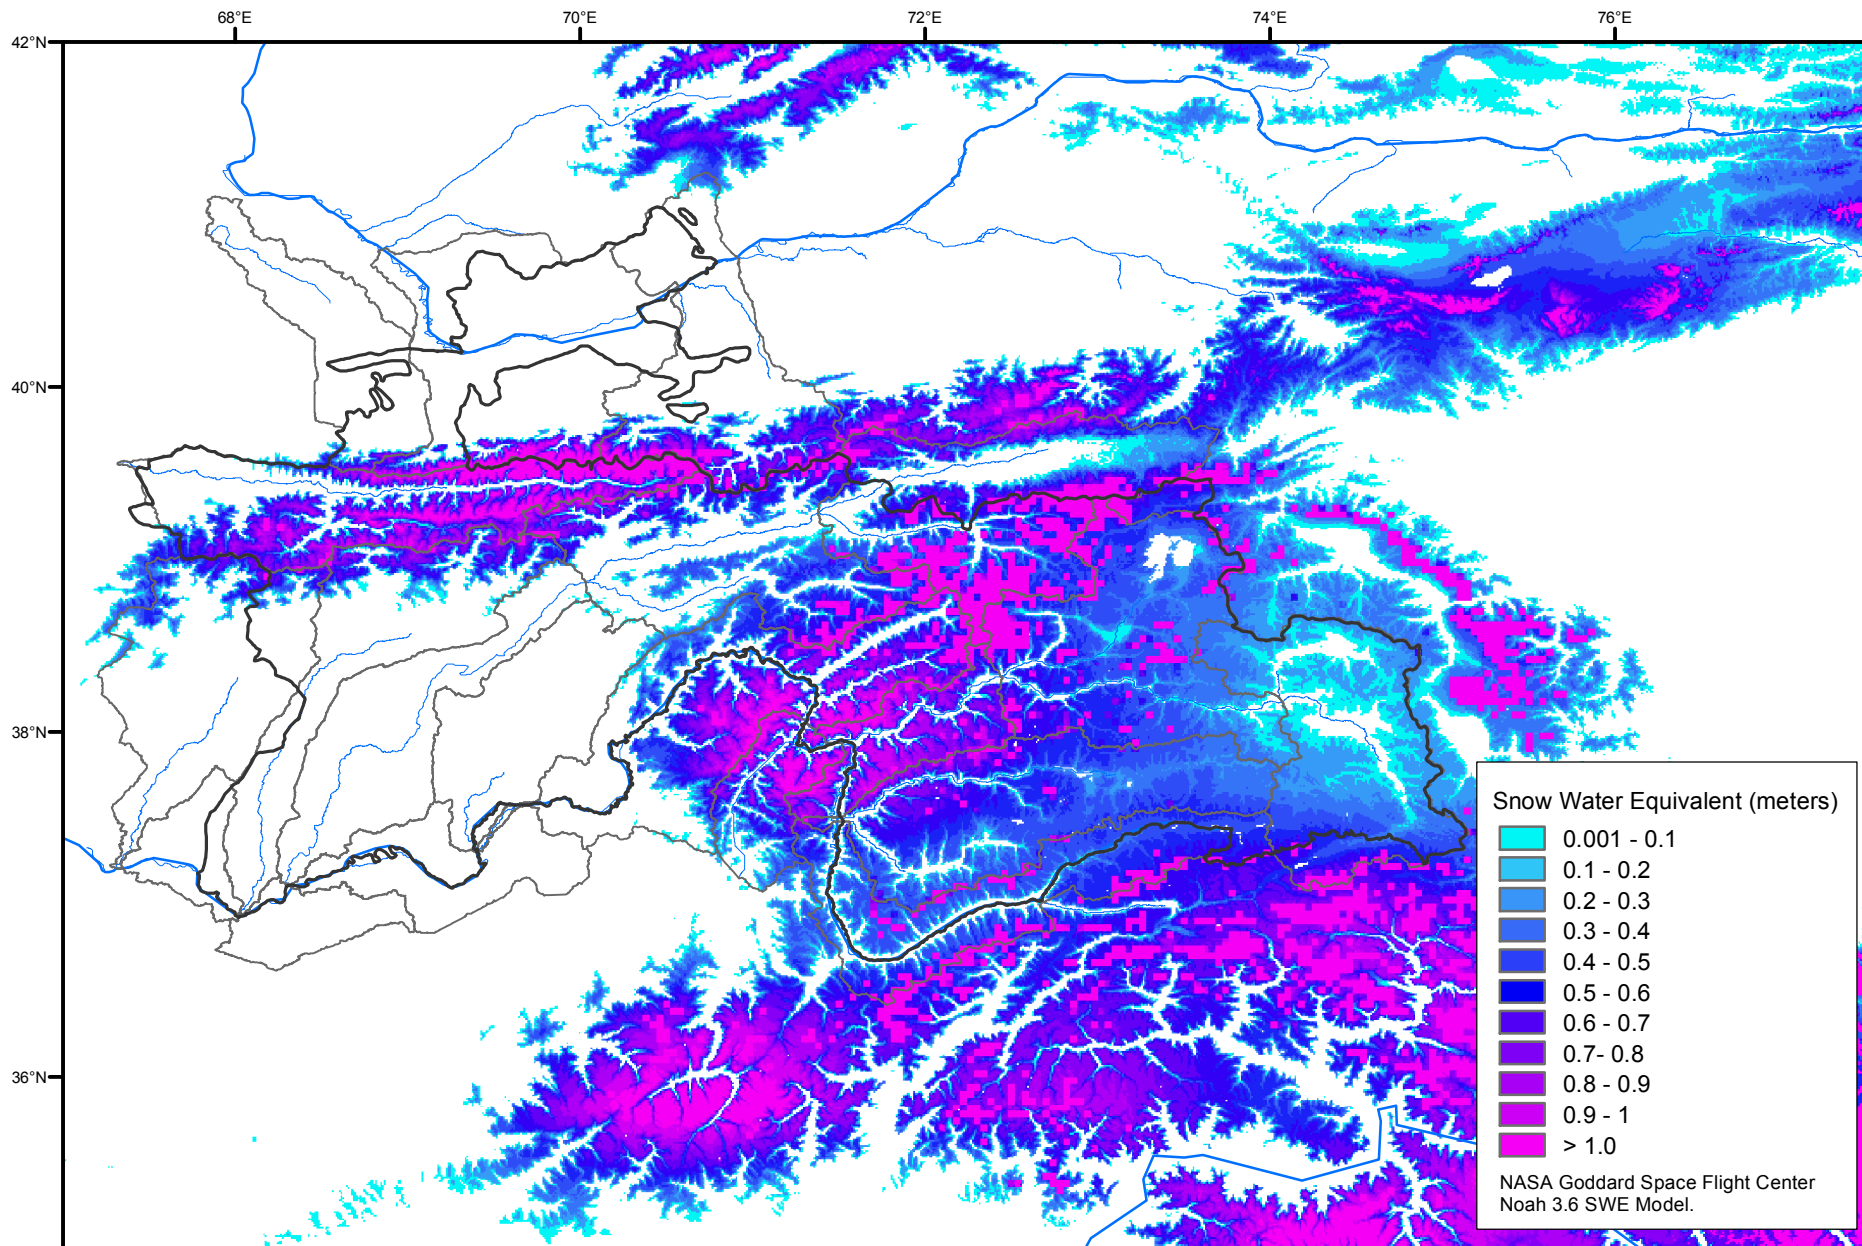 68°E
70°E
72°E
74°E
76°E
42°N
40°N
38°N
36°N
Snow Water Equivalent (meters)
0.001 - 0.1
0.1 - 0.2
0.2 - 0.3
0.3 - 0.4
0.4 - 0.5
0.5 - 0.6
0.6 - 0.7
0.7- 0.8
0.8 - 0.9
0.9 - 1
> 1.0
NASA Goddard Space Flight Center
Noah 3.6 SWE Model.